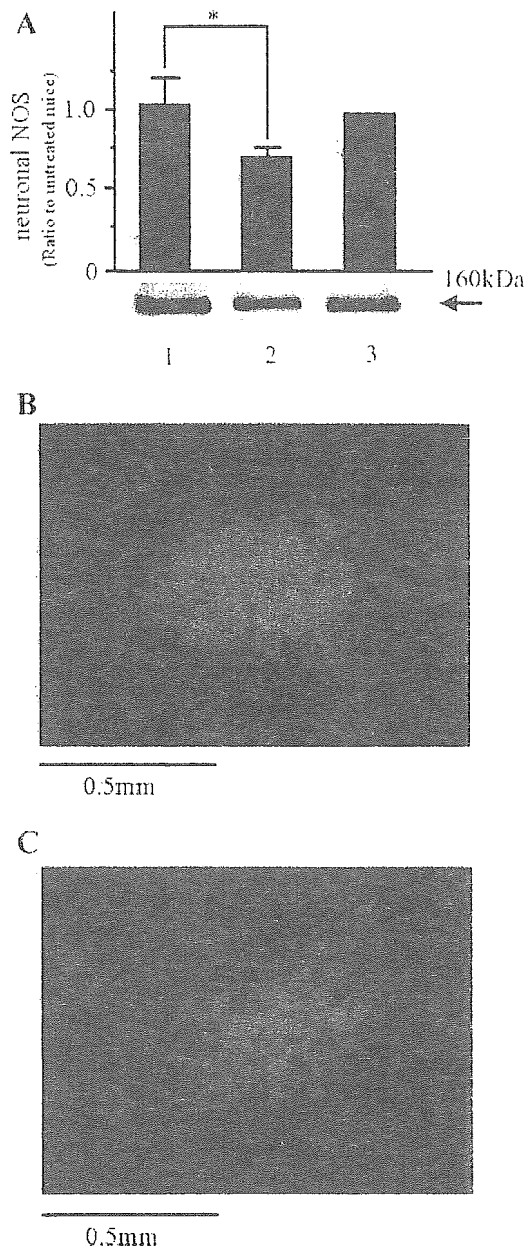 A
*
neuronal NOS
(Ratio to untreated mice)
1.0
0.5
0
160kDa
1 2 3
B
0.5mm
C
0.5mm